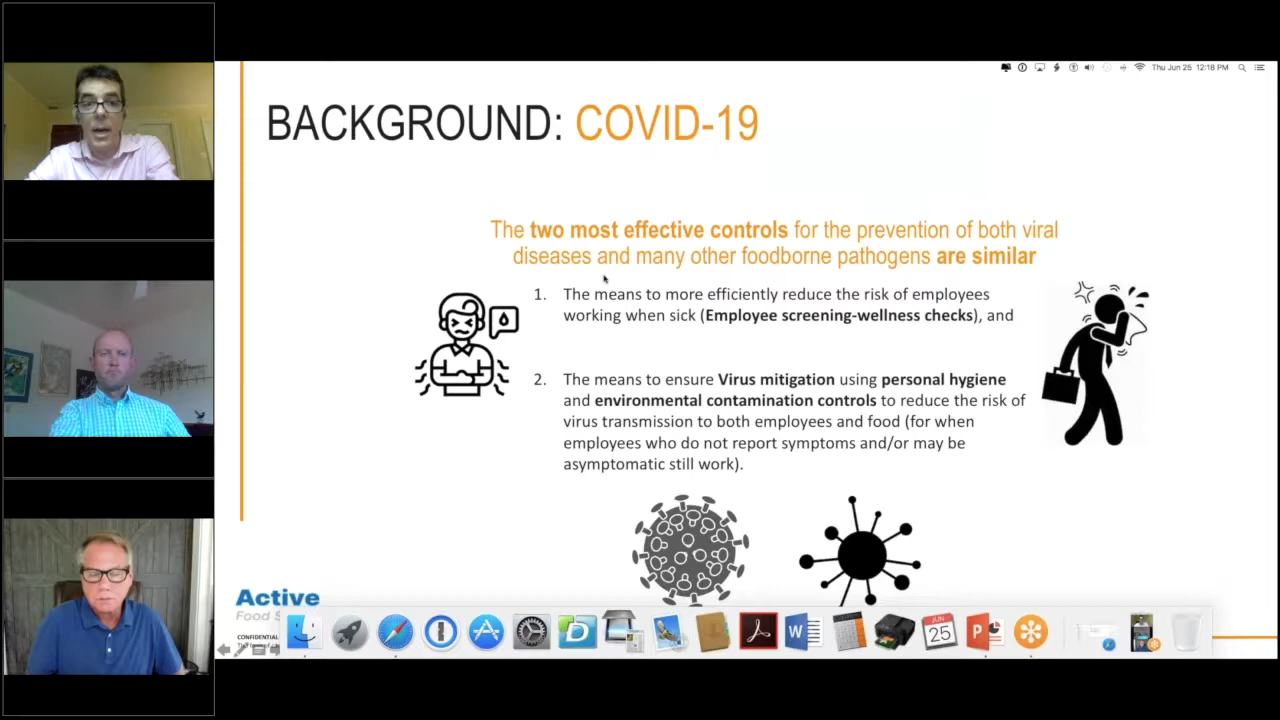 Thu Jun 25 12:18 PM
BACKGROUND: COVID-19
The two most effective controls for the prevention of both viral
diseases and many other foodborne pathogens are similar
1. The means to more efficiently reduce the risk of employees
working when sick (Employee screening-wellness checks), and
2. The means to ensure Virus mitigation using personal hygiene
and environmental contamination controls to reduce the risk of
virus transmission to both employees and food (for when
employees who do not report symptoms and/or may be
asymptomatic still work).
Active
Food
CONFIDENTIAL
JUN
25